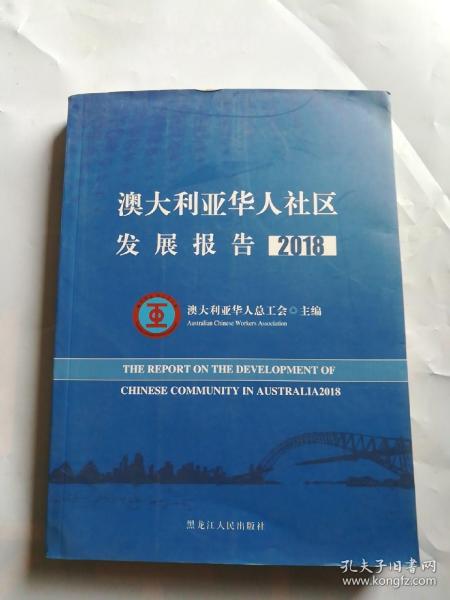 澳大利亚华人社区
发展报告 2018
澳大利亚华人总工会 ○ 主编
Australian Chinese Workers Association
THE REPORT ON THE DEVELOPMENT OF
CHINESE COMMUNITY IN AUSTRALIA2018
黑龙江人民出版社
孔夫子旧书网
www.kongfz.com